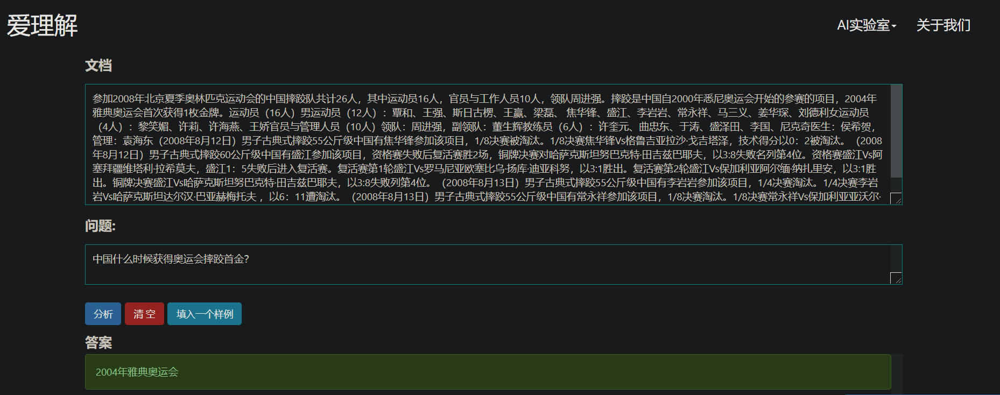 爱理解
AI实验室
关于我们
文档
参加2008年北京夏季奥林匹克运动会的中国摔跤队共计26人，其中运动员16人，官员与工作人员10人，领队周进强。摔跤是中国自2000年悉尼奥运会开始的参赛的项目，2004年
雅典奥运会首次获得1枚金牌。运动员（16人）男运动员（12人）：覃和、王强、斯日古楞、王赢、梁磊、 焦华锋、盛江、李岩岩、常永祥、马三义、姜华琛、刘德利女运动员
（4人）：黎笑媚、许莉、许海燕、王娇官员与管理人员（10人）领队：周进强，副领队：董生辉教练员（6人）：许奎元、曲忠东、于涛、盛泽田、李国、尼克奇医生：侯希贺，
管理：袁海东（2008年8月12日）男子古典式摔跤55公斤级中国有焦华锋参加该项目，1/8决赛被淘汰。1/8决赛焦华锋Vs格鲁吉亚拉沙·戈吉塔泽，技术得分以0：2被淘汰。（2008
年8月12日）男子古典式摔跤60公斤级中国有盛江参加该项目，资格赛失败后复活赛胜2场，铜牌决赛对哈萨克斯坦努巴克特·田吉兹巴耶夫，以3:8失败名列第4位。资格赛盛江Vs阿
塞拜疆维塔利·拉希莫夫，盛江1：5失败后进入复活赛。复活赛第1轮盛江Vs罗马尼亚欧塞比乌·扬库·迪亚科努，以3:1胜出。复活赛第2轮盛江Vs保加利亚阿尔缅·纳扎里安，以3:1胜
出。铜牌决赛盛江Vs哈萨克斯坦努巴克特·田吉兹巴耶夫，以3:8失败列第4位。（2008年8月13日）男子古典式摔跤55公斤级中国有李岩岩参加该项目，1/4决赛淘汰。1/4决赛李岩
岩Vs哈萨克斯坦达尔汉·巴亚赫梅托夫 ，以6：11遭淘汰。（2008年8月13日）男子古典式摔跤55公斤级中国有常永祥参加该项目，1/8决赛淘汰。1/8决赛常永祥Vs保加利亚亚沃尔·
问题:
中国什么时候获得奥运会摔跤首金？
分析
清 空
填入一个样例
答案
2004年雅典奥运会